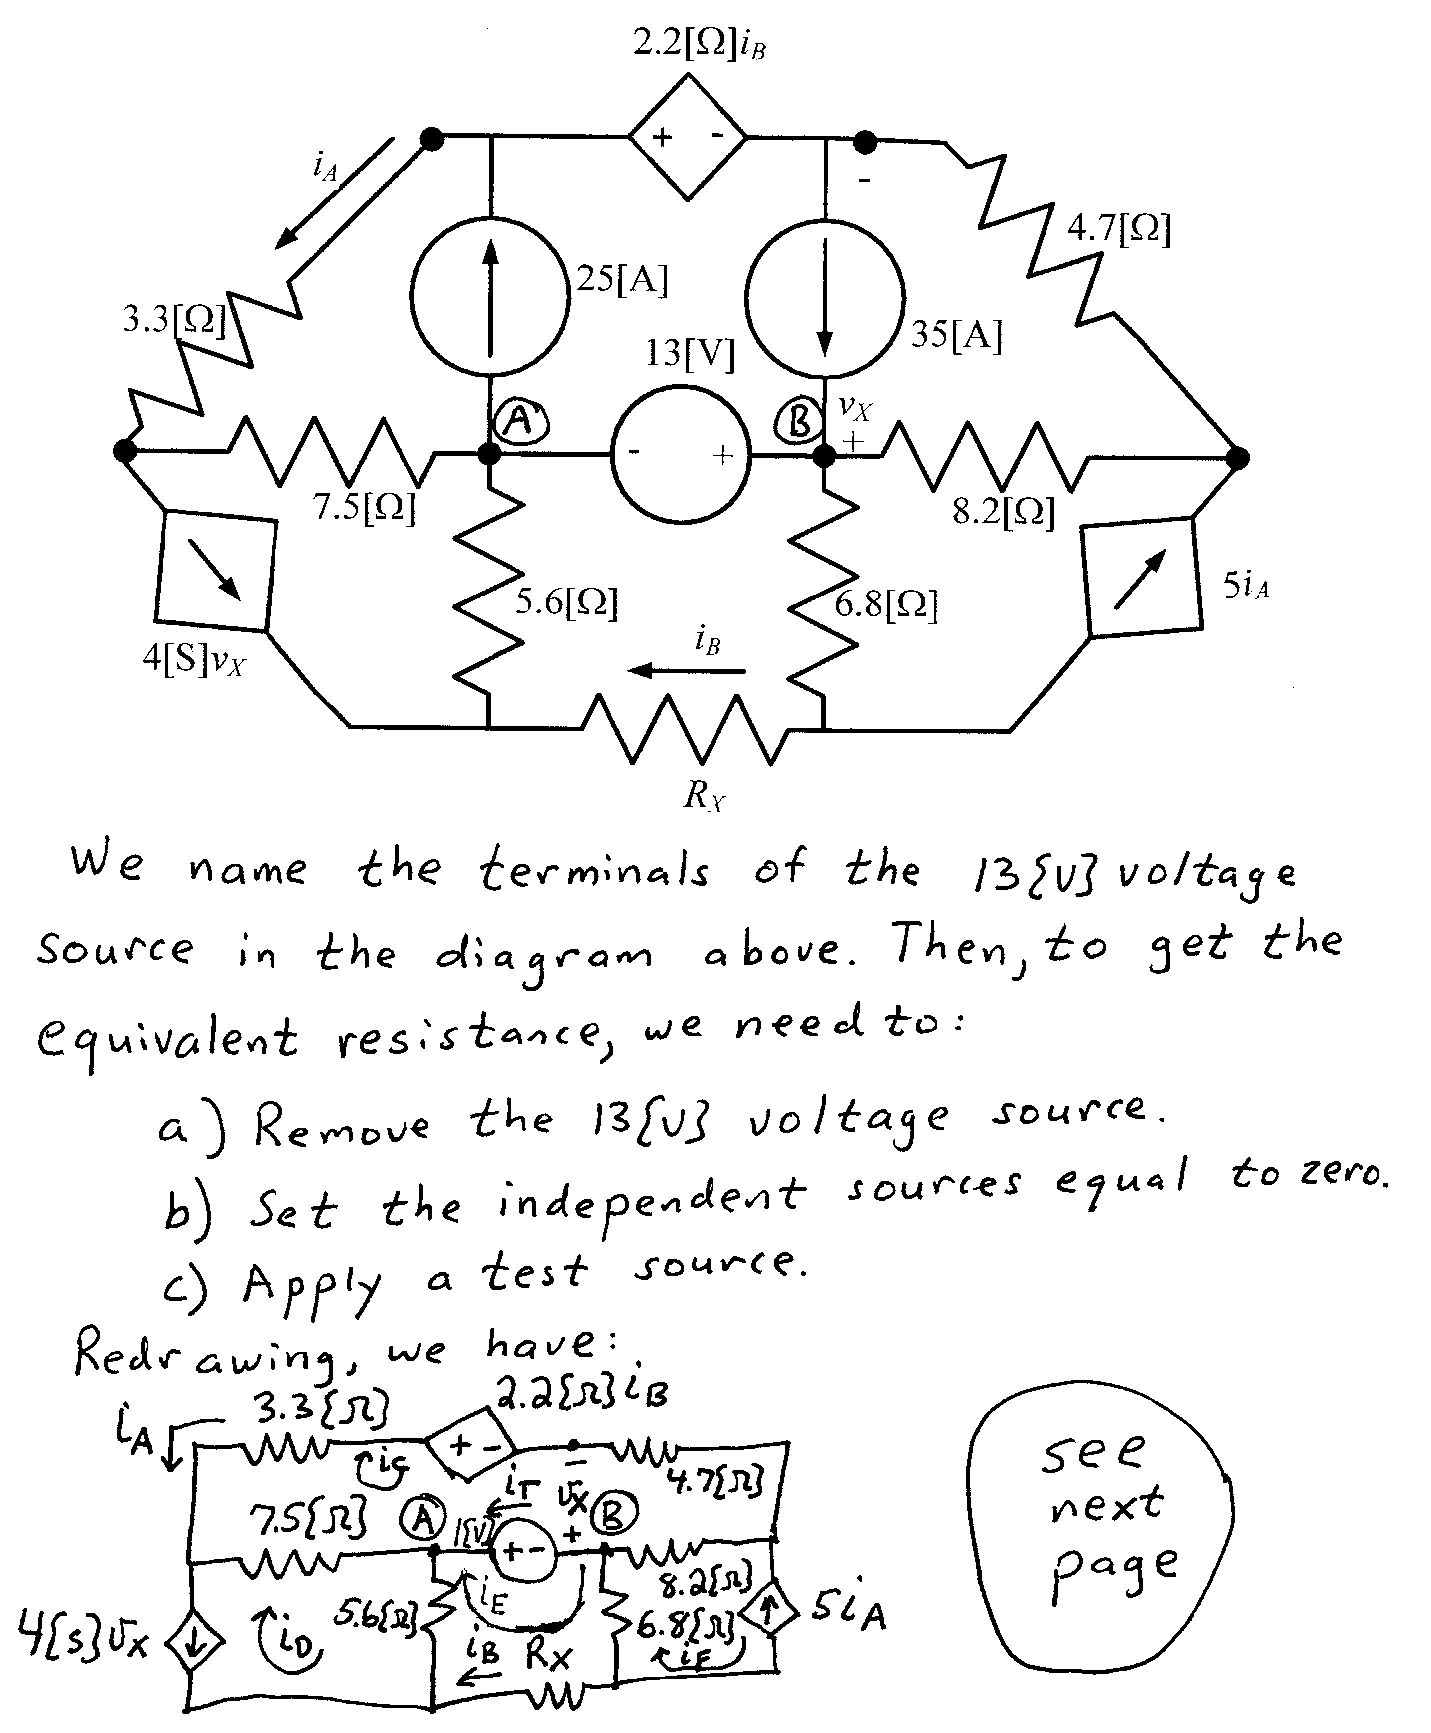 2.2[Ω]iB
+ -
iA
-
4.7[Ω]
25[A]
3.3[Ω]
35[A]
13[V]
A
B
vX
- +
+
7.5[Ω]
8.2[Ω]
5.6[Ω]
6.8[Ω]
5iA
iB
4[S]vX
RX
We name the terminals of the 13{V} voltage
source in the diagram above. Then, to get the
equivalent resistance, we need to:
a) Remove the 13{V} voltage source.
b) Set the independent sources equal to zero.
c) Apply a test source.
Redrawing, we have:
iA
3.3{Ω}
2.2{Ω}iB
+ -
iC
-
4.7{Ω}
iT
vX
7.5{Ω}
A
1{V}
+ -
+
B
8.2{Ω}
iE
5.6{Ω}
6.8{Ω}
5iA
4{S}vX
iD
iB
RX
iF
see
next
page